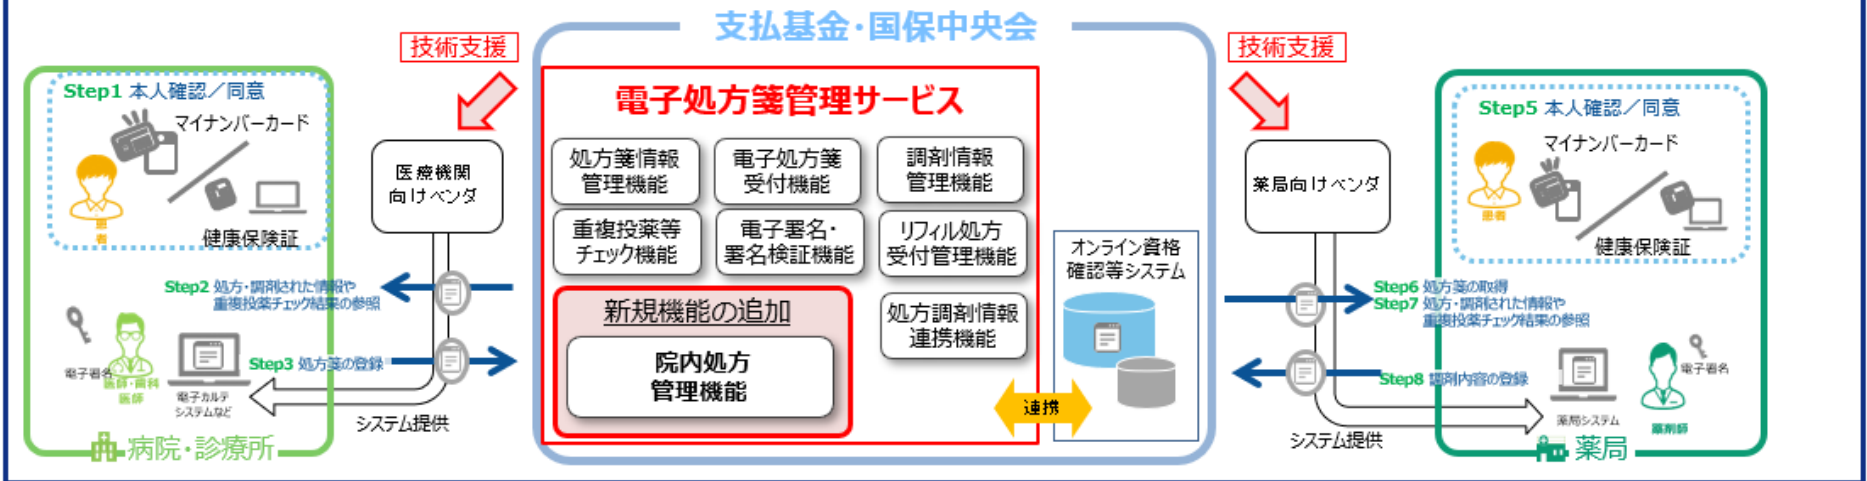 支払基金・国保中央会
技術支援
技術支援
Step1 本人確認／同意
マイナンバーカード
患者
健康保険証
医療機関
向けベンダ
Step2 処方・調剤された情報や
重複投薬チェック結果の参照
Step3 処方箋の登録
電子署名
医師・歯科
医師
電子カルテ
システムなど
システム提供
病院・診療所
電子処方箋管理サービス
処方箋情報
管理機能
電子処方箋
受付機能
調剤情報
管理機能
重複投薬等
チェック機能
電子署名・
署名検証機能
リフィル処方
受付管理機能
新規機能の追加
院内処方
管理機能
処方調剤情報
連携機能
連携
オンライン資格
確認等システム
薬局向けベンダ
Step5 本人確認／同意
マイナンバーカード
患者
健康保険証
Step6 処方箋の取得
Step7 処方・調剤された情報や
重複投薬チェック結果の参照
Step8 調剤内容の登録
電子署名
薬局システム
薬剤師
システム提供
薬局